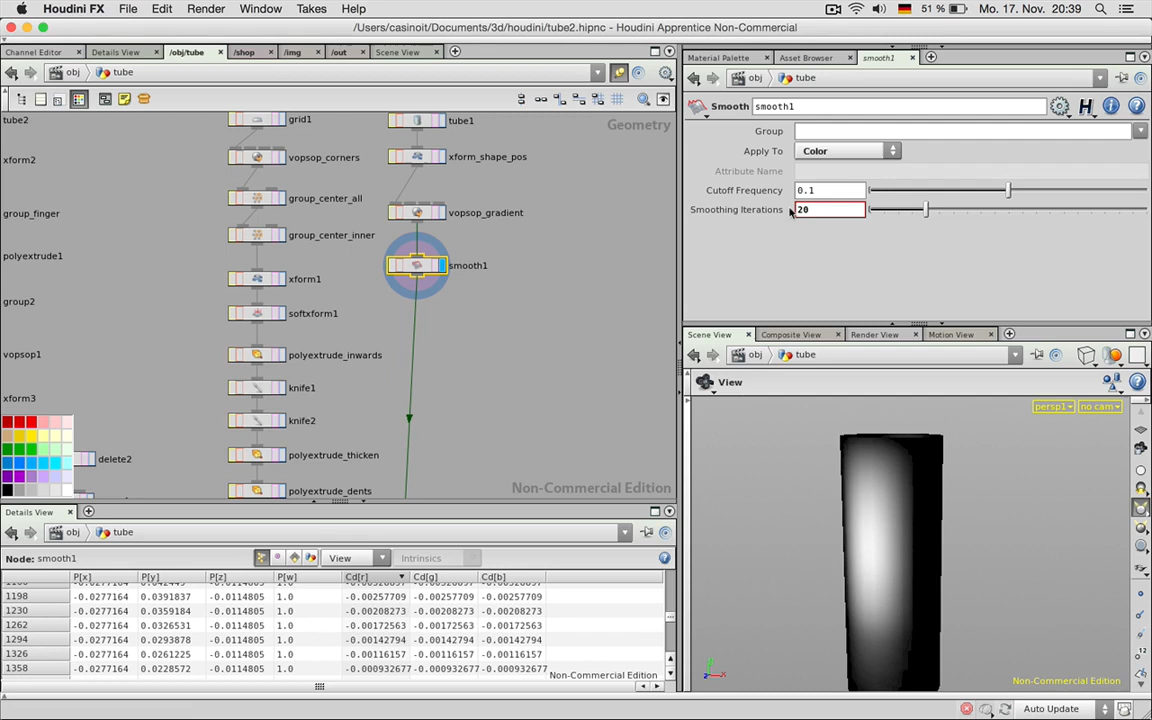 Houdini FX File Edit Render Window Takes Help 51 % Mo. 17. Nov. 20:39
/Users/casinoit/Documents/3d/houdini/tube2.hipnc - Houdini Apprentice Non-Commercial
Channel Editor Details View /obj/tube /shop /img /out Scene View
obj tube
Geometry
tube2
xform2
group_finger
polyextrude1
group2
vopsop1
xform3
delete2
grid1
vopsop_corners
group_center_all
group_center_inner
xform1
softxform1
polyextrude_inwards
knife1
knife2
polyextrude_thicken
polyextrude_dents
tube1
xform_shape_pos
vopsop_gradient
smooth1
Non-Commercial Edition
Material Palette Asset Browser smooth1
obj tube
Smooth smooth1
Group
Apply To Color
Attribute Name
Cutoff Frequency 0.1
Smoothing Iterations 20
Scene View Composite View Render View Motion View
obj tube
View
persp1 no cam
12
Non-Commercial Edition
Details View
obj tube
Node: smooth1 View Intrinsics
P[x] P[y] P[z] P[w] Cd[r] Cd[g] Cd[b]
1198 -0.0277164 0.0391837 -0.0114805 1.0 -0.00257709 -0.00257709 -0.00257709
1230 -0.0277164 0.0359184 -0.0114805 1.0 -0.00208273 -0.00208273 -0.00208273
1262 -0.0277164 0.0326531 -0.0114805 1.0 -0.00172563 -0.00172563 -0.00172563
1294 -0.0277164 0.0293878 -0.0114805 1.0 -0.00142794 -0.00142794 -0.00142794
1326 -0.0277164 0.0261225 -0.0114805 1.0 -0.00116157 -0.00116157 -0.00116157
1358 -0.0277164 0.0228572 -0.0114805 1.0 -0.000932677 -0.000932677 -0.000932677
Non-Commercial Edition
Auto Update